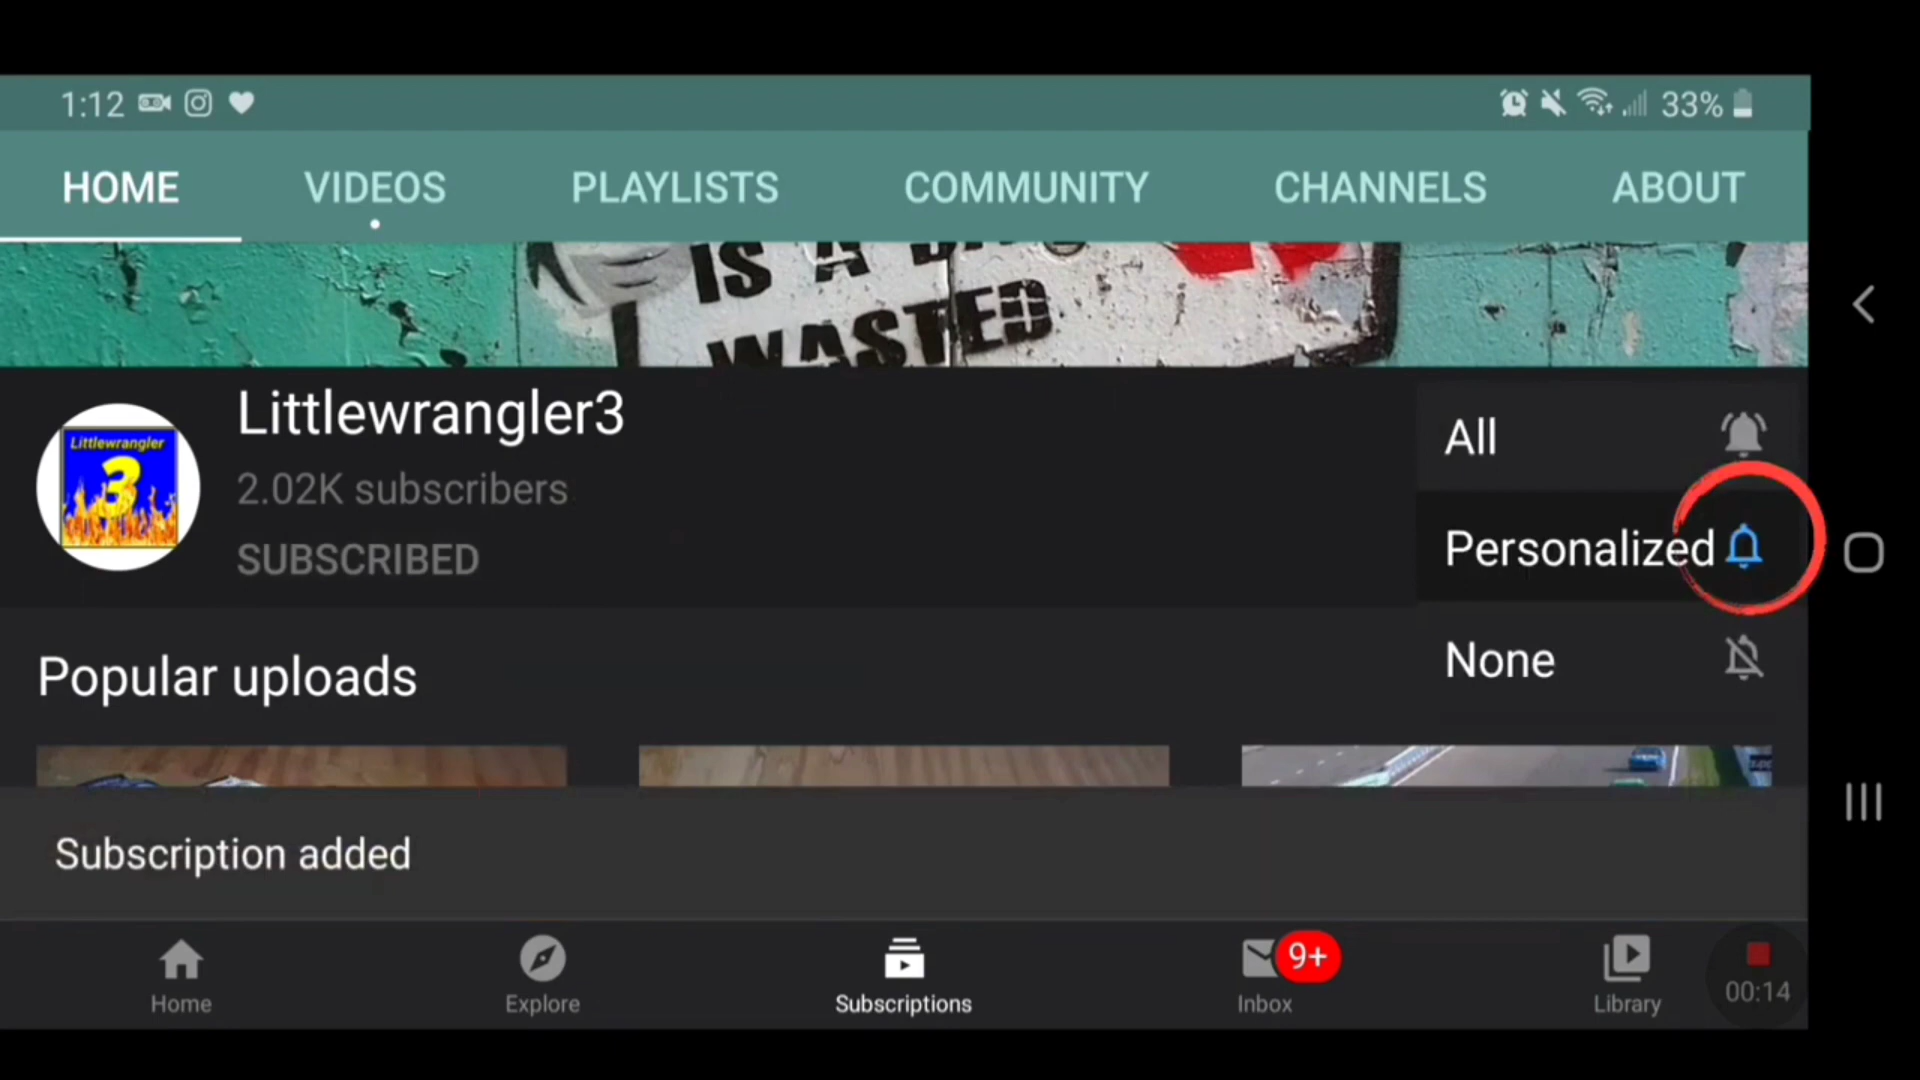 1:12
33%
HOME
VIDEOS
PLAYLISTS
COMMUNITY
CHANNELS
ABOUT
IS A
WASTED
Littlewrangler
3
Littlewrangler3
2.02K subscribers
SUBSCRIBED
All
Personalized
None
Popular uploads
Subscription added
Home
Explore
Subscriptions
9+
Inbox
Library
00:14